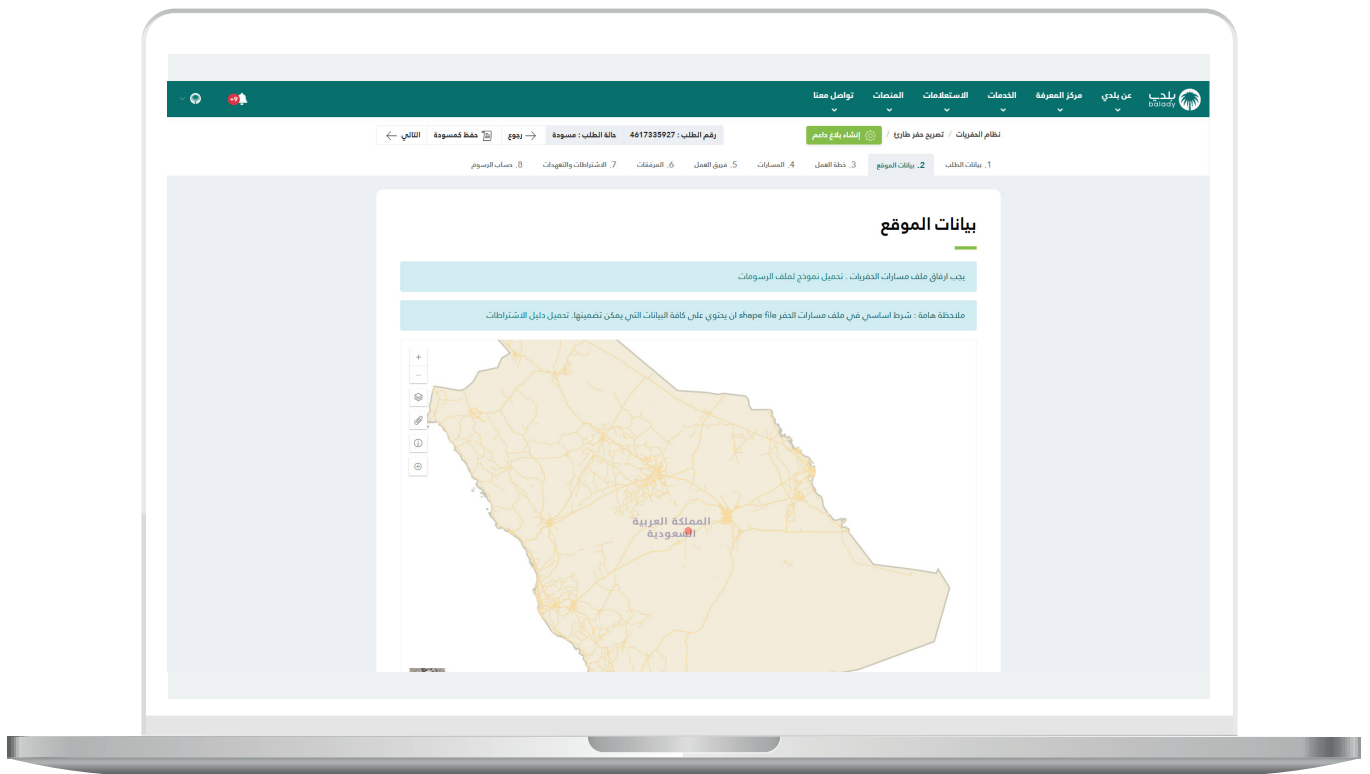 بلدي
balady
عن بلدي
مركز المعرفة
الخدمات
الاستعلامات
المنصات
تواصل معنا
+9
نظام الحفريات / تصريح حفر طارئ /
إنشاء بلاغ داعم
رقم الطلب : 4617335927
حالة الطلب : مسودة
رجوع
حفظ كمسودة
التالي
1. بيانات الطلب
2. بيانات الموقع
3. خطة العمل
4. المسارات
5. فريق العمل
6. المرفقات
7. الاشتراطات والتعهدات
8. حساب الرسوم
بيانات الموقع
يجب ارفاق ملف مسارات الحفريات . تحميل نموذج لملف الرسومات
ملاحظة هامة : شرط اساسي في ملف مسارات الحفر shape file ان يحتوي على كافة البيانات التي يمكن تضمينها. تحميل دليل الاشتراطات
المملكة العربية
السعودية